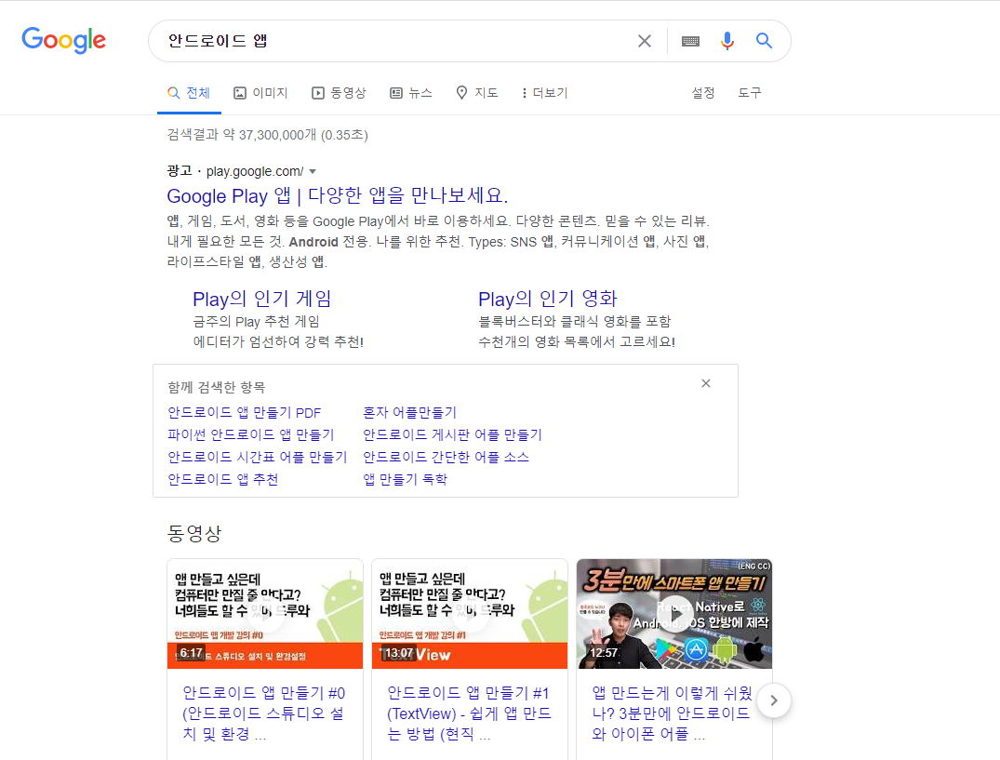 Google
안드로이드 앱
전체 이미지 동영상 뉴스 지도 더보기 설정 도구
검색결과 약 37,300,000개 (0.35초)
광고 · play.google.com/
Google Play 앱 | 다양한 앱을 만나보세요.
앱, 게임, 도서, 영화 등을 Google Play에서 바로 이용하세요. 다양한 콘텐츠. 믿을 수 있는 리뷰.
내게 필요한 모든 것. Android 전용. 나를 위한 추천. Types: SNS 앱, 커뮤니케이션 앱, 사진 앱,
라이프스타일 앱, 생산성 앱.
Play의 인기 게임
금주의 Play 추천 게임
에디터가 엄선하여 강력 추천!
Play의 인기 영화
블록버스터와 클래식 영화를 포함
수천개의 영화 목록에서 고르세요!
함께 검색한 항목
안드로이드 앱 만들기 PDF
파이썬 안드로이드 앱 만들기
안드로이드 시간표 어플 만들기
안드로이드 앱 추천
혼자 어플만들기
안드로이드 게시판 어플 만들기
안드로이드 간단한 어플 소스
앱 만들기 독학
동영상
앱 만들고 싶은데
컴퓨터만 만질 줄 안다고?
너희들도 할 수 있어 드루와
안드로이드 앱 개발 강의 #0
6:17
스튜디오 설치 및 환경설정
안드로이드 앱 만들기 #0
(안드로이드 스튜디오 설
치 및 환경 ...
앱 만들고 싶은데
컴퓨터만 만질 줄 안다고?
너희들도 할 수 있어 드루와
안드로이드 앱 개발 강의 #1
13:07
TextView
안드로이드 앱 만들기 #1
(TextView) - 쉽게 앱 만드
는 방법 (현직 ...
(ENG CC)
3분만에 스마트폰 앱 만들기
React Native로
Android, iOS 한방에 제작
12:57
앱 만드는게 이렇게 쉬웠
나? 3분만에 안드로이드
와 아이폰 어플 ...